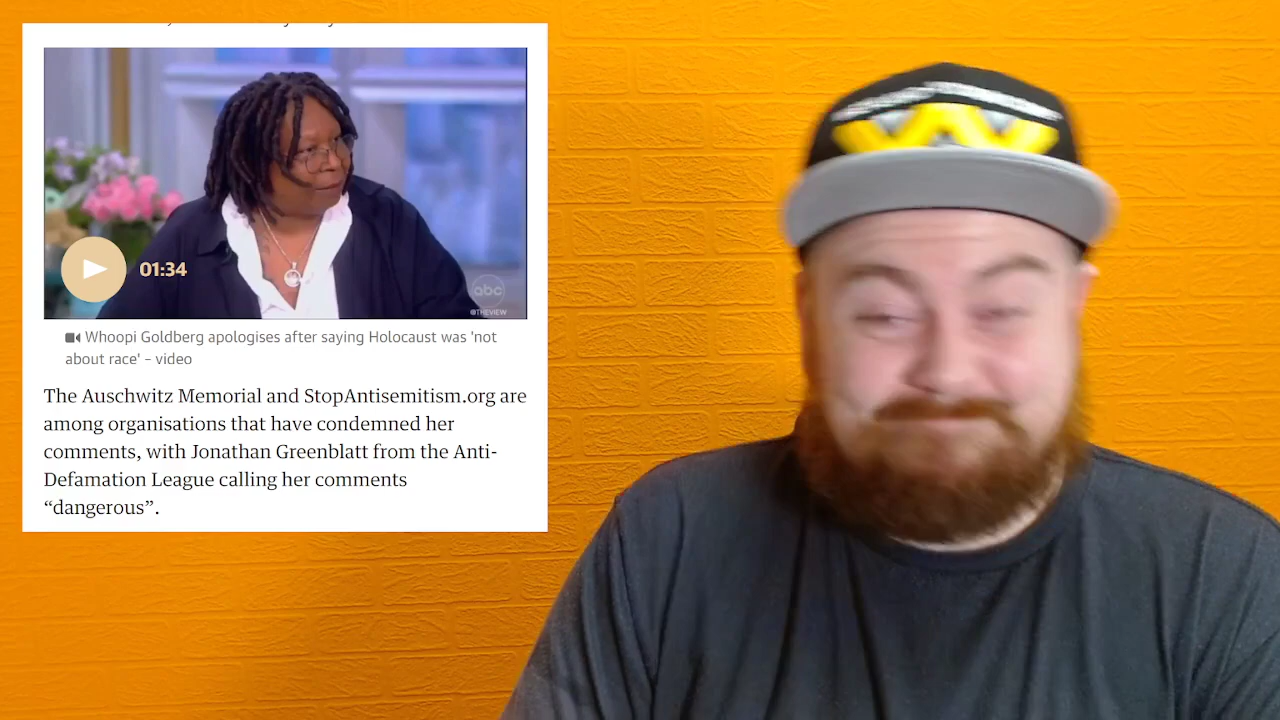 01:34
abc
@THEVIEW
Whoopi Goldberg apologises after saying Holocaust was 'not
about race' – video
The Auschwitz Memorial and StopAntisemitism.org are
among organisations that have condemned her
comments, with Jonathan Greenblatt from the Anti-
Defamation League calling her comments
“dangerous”.